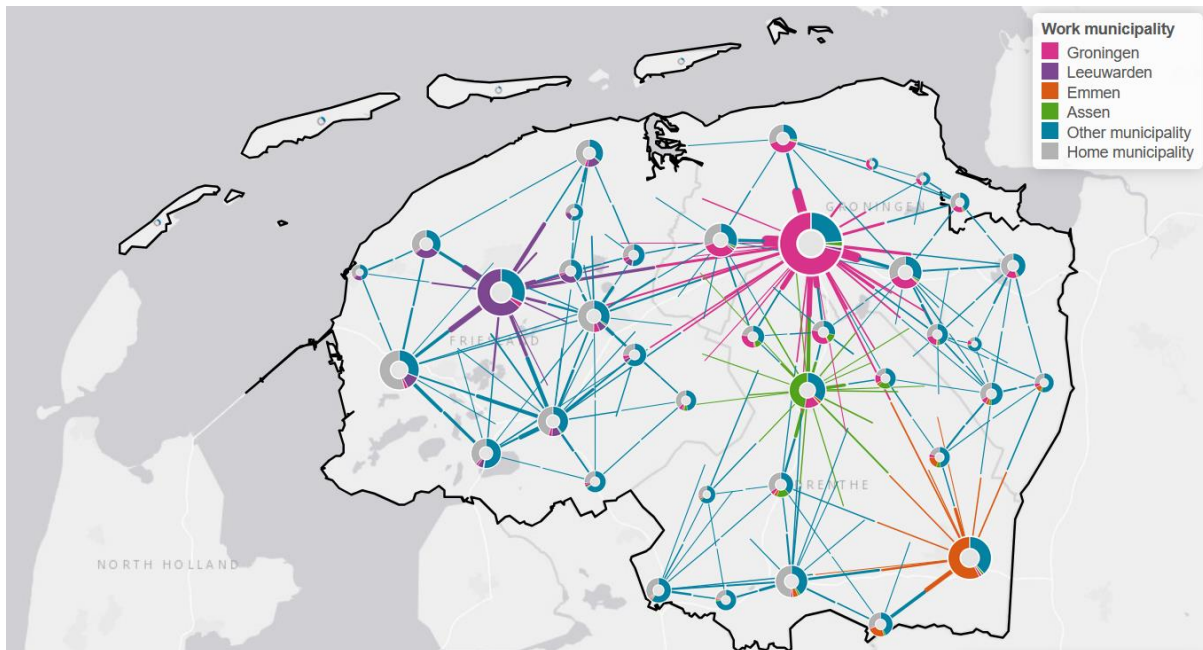 Work municipality
Groningen
Leeuwarden
Emmen
Assen
Other municipality
Home municipality
GRONINGEN
FRIESLAND
DRENTHE
NORTH HOLLAND